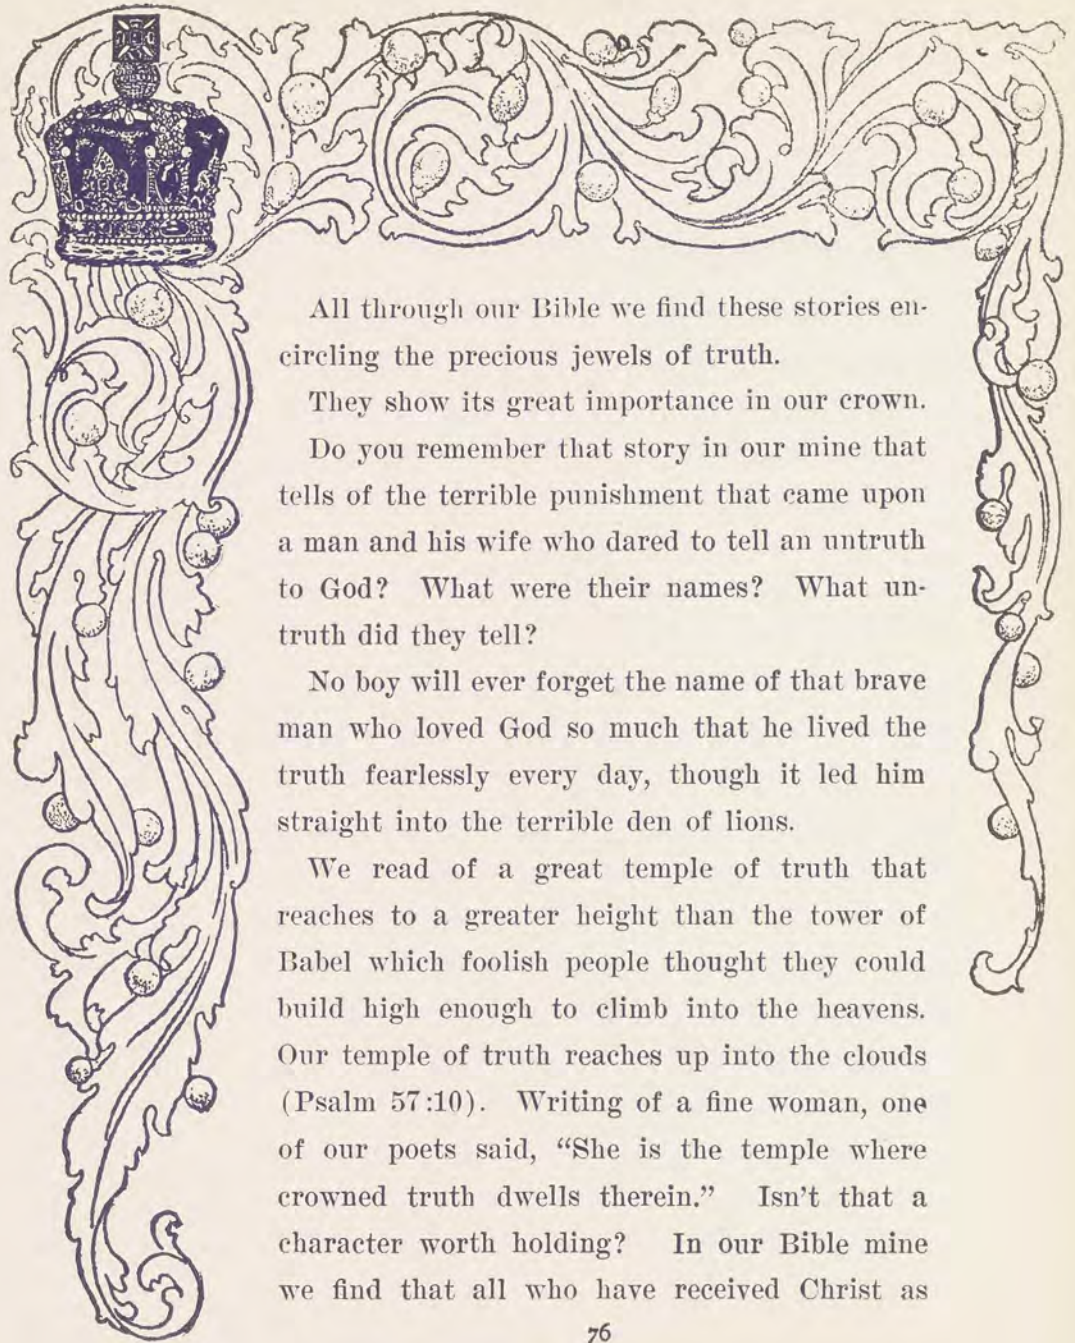 All through our Bible we find these stories en-
circling the precious jewels of truth.
They show its great importance in our crown.
Do you remember that story in our mine that
tells of the terrible punishment that came upon
a man and his wife who dared to tell an untruth
to God? What were their names? What un-
truth did they tell?
No boy will ever forget the name of that brave
man who loved God so much that he lived the
truth fearlessly every day, though it led him
straight into the terrible den of lions.
We read of a great temple of truth that
reaches to a greater height than the tower of
Babel which foolish people thought they could
build high enough to climb into the heavens.
Our temple of truth reaches up into the clouds
(Psalm 57:10). Writing of a fine woman, one
of our poets said, “She is the temple where
crowned truth dwells therein.” Isn’t that a
character worth holding? In our Bible mine
we find that all who have received Christ as
76